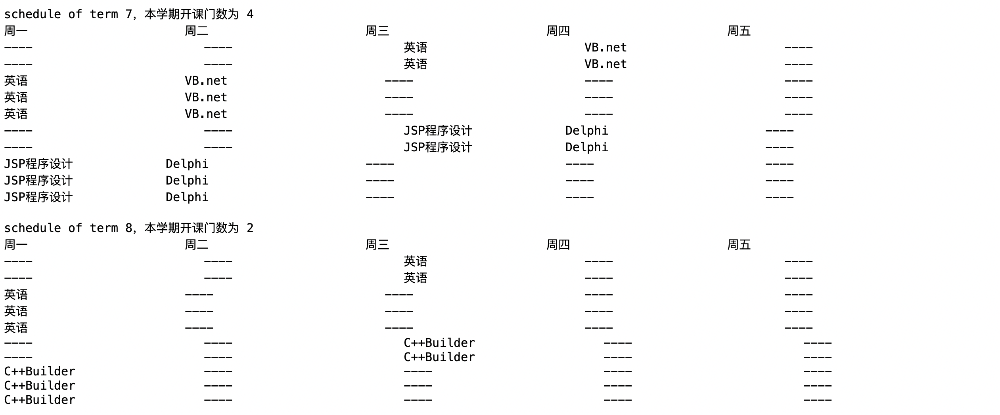 schedule of term 7，本学期开课门数为 4
周一 周二 周三 周四 周五
---- ---- 英语 VB.net ----
---- ---- 英语 VB.net ----
英语 VB.net ---- ---- ----
英语 VB.net ---- ---- ----
英语 VB.net ---- ---- ----
---- ---- JSP程序设计 Delphi ----
---- ---- JSP程序设计 Delphi ----
JSP程序设计 Delphi ---- ---- ----
JSP程序设计 Delphi ---- ---- ----
JSP程序设计 Delphi ---- ---- ----
schedule of term 8，本学期开课门数为 2
周一 周二 周三 周四 周五
---- ---- 英语 ---- ----
---- ---- 英语 ---- ----
英语 ---- ---- ---- ----
英语 ---- ---- ---- ----
英语 ---- ---- ---- ----
---- ---- C++Builder ---- ----
---- ---- C++Builder ---- ----
C++Builder ---- ---- ---- ----
C++Builder ---- ---- ---- ----
C++Builder ---- ---- ---- ----